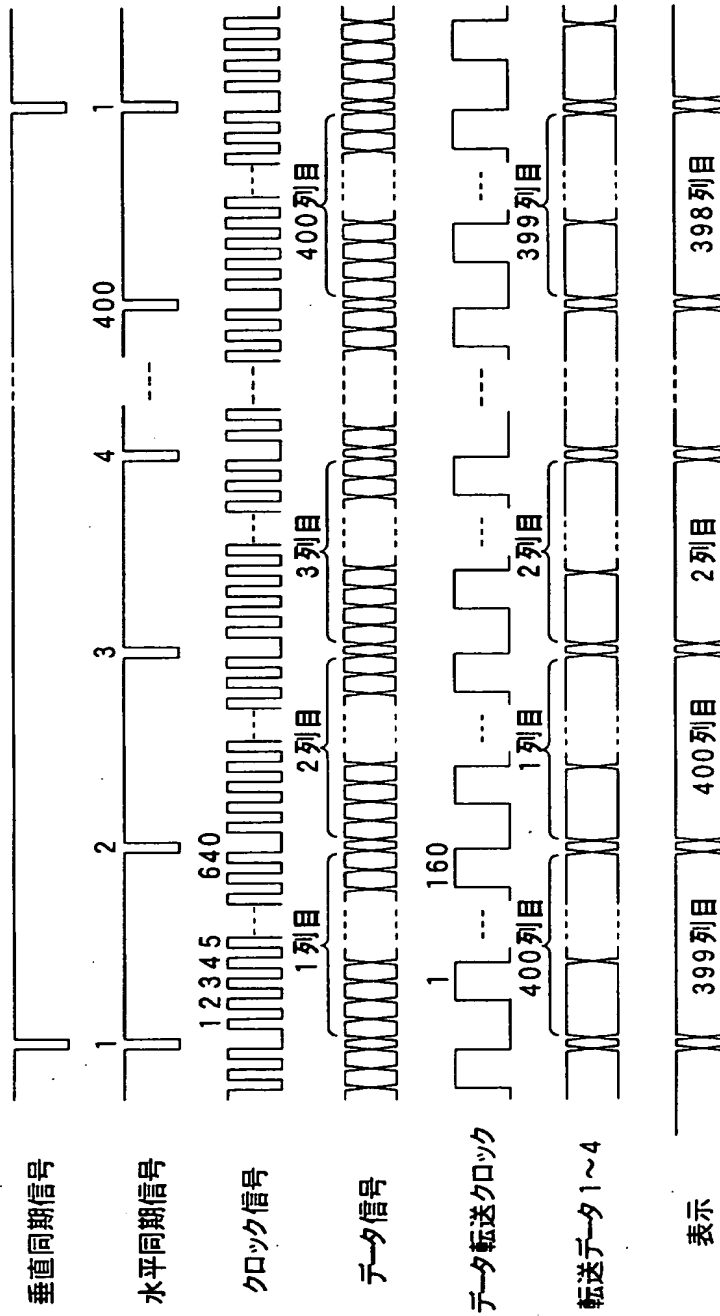 垂直同期信号
水平同期信号
1 2 3 4 400 1
クロック信号
1 2 3 4 5 640
データ信号
1列目 2列目 3列目 400列目
データ転送クロック
1 160
転送データ1～4
400列目 1列目 2列目 399列目
表示
399列目 400列目 2列目 398列目